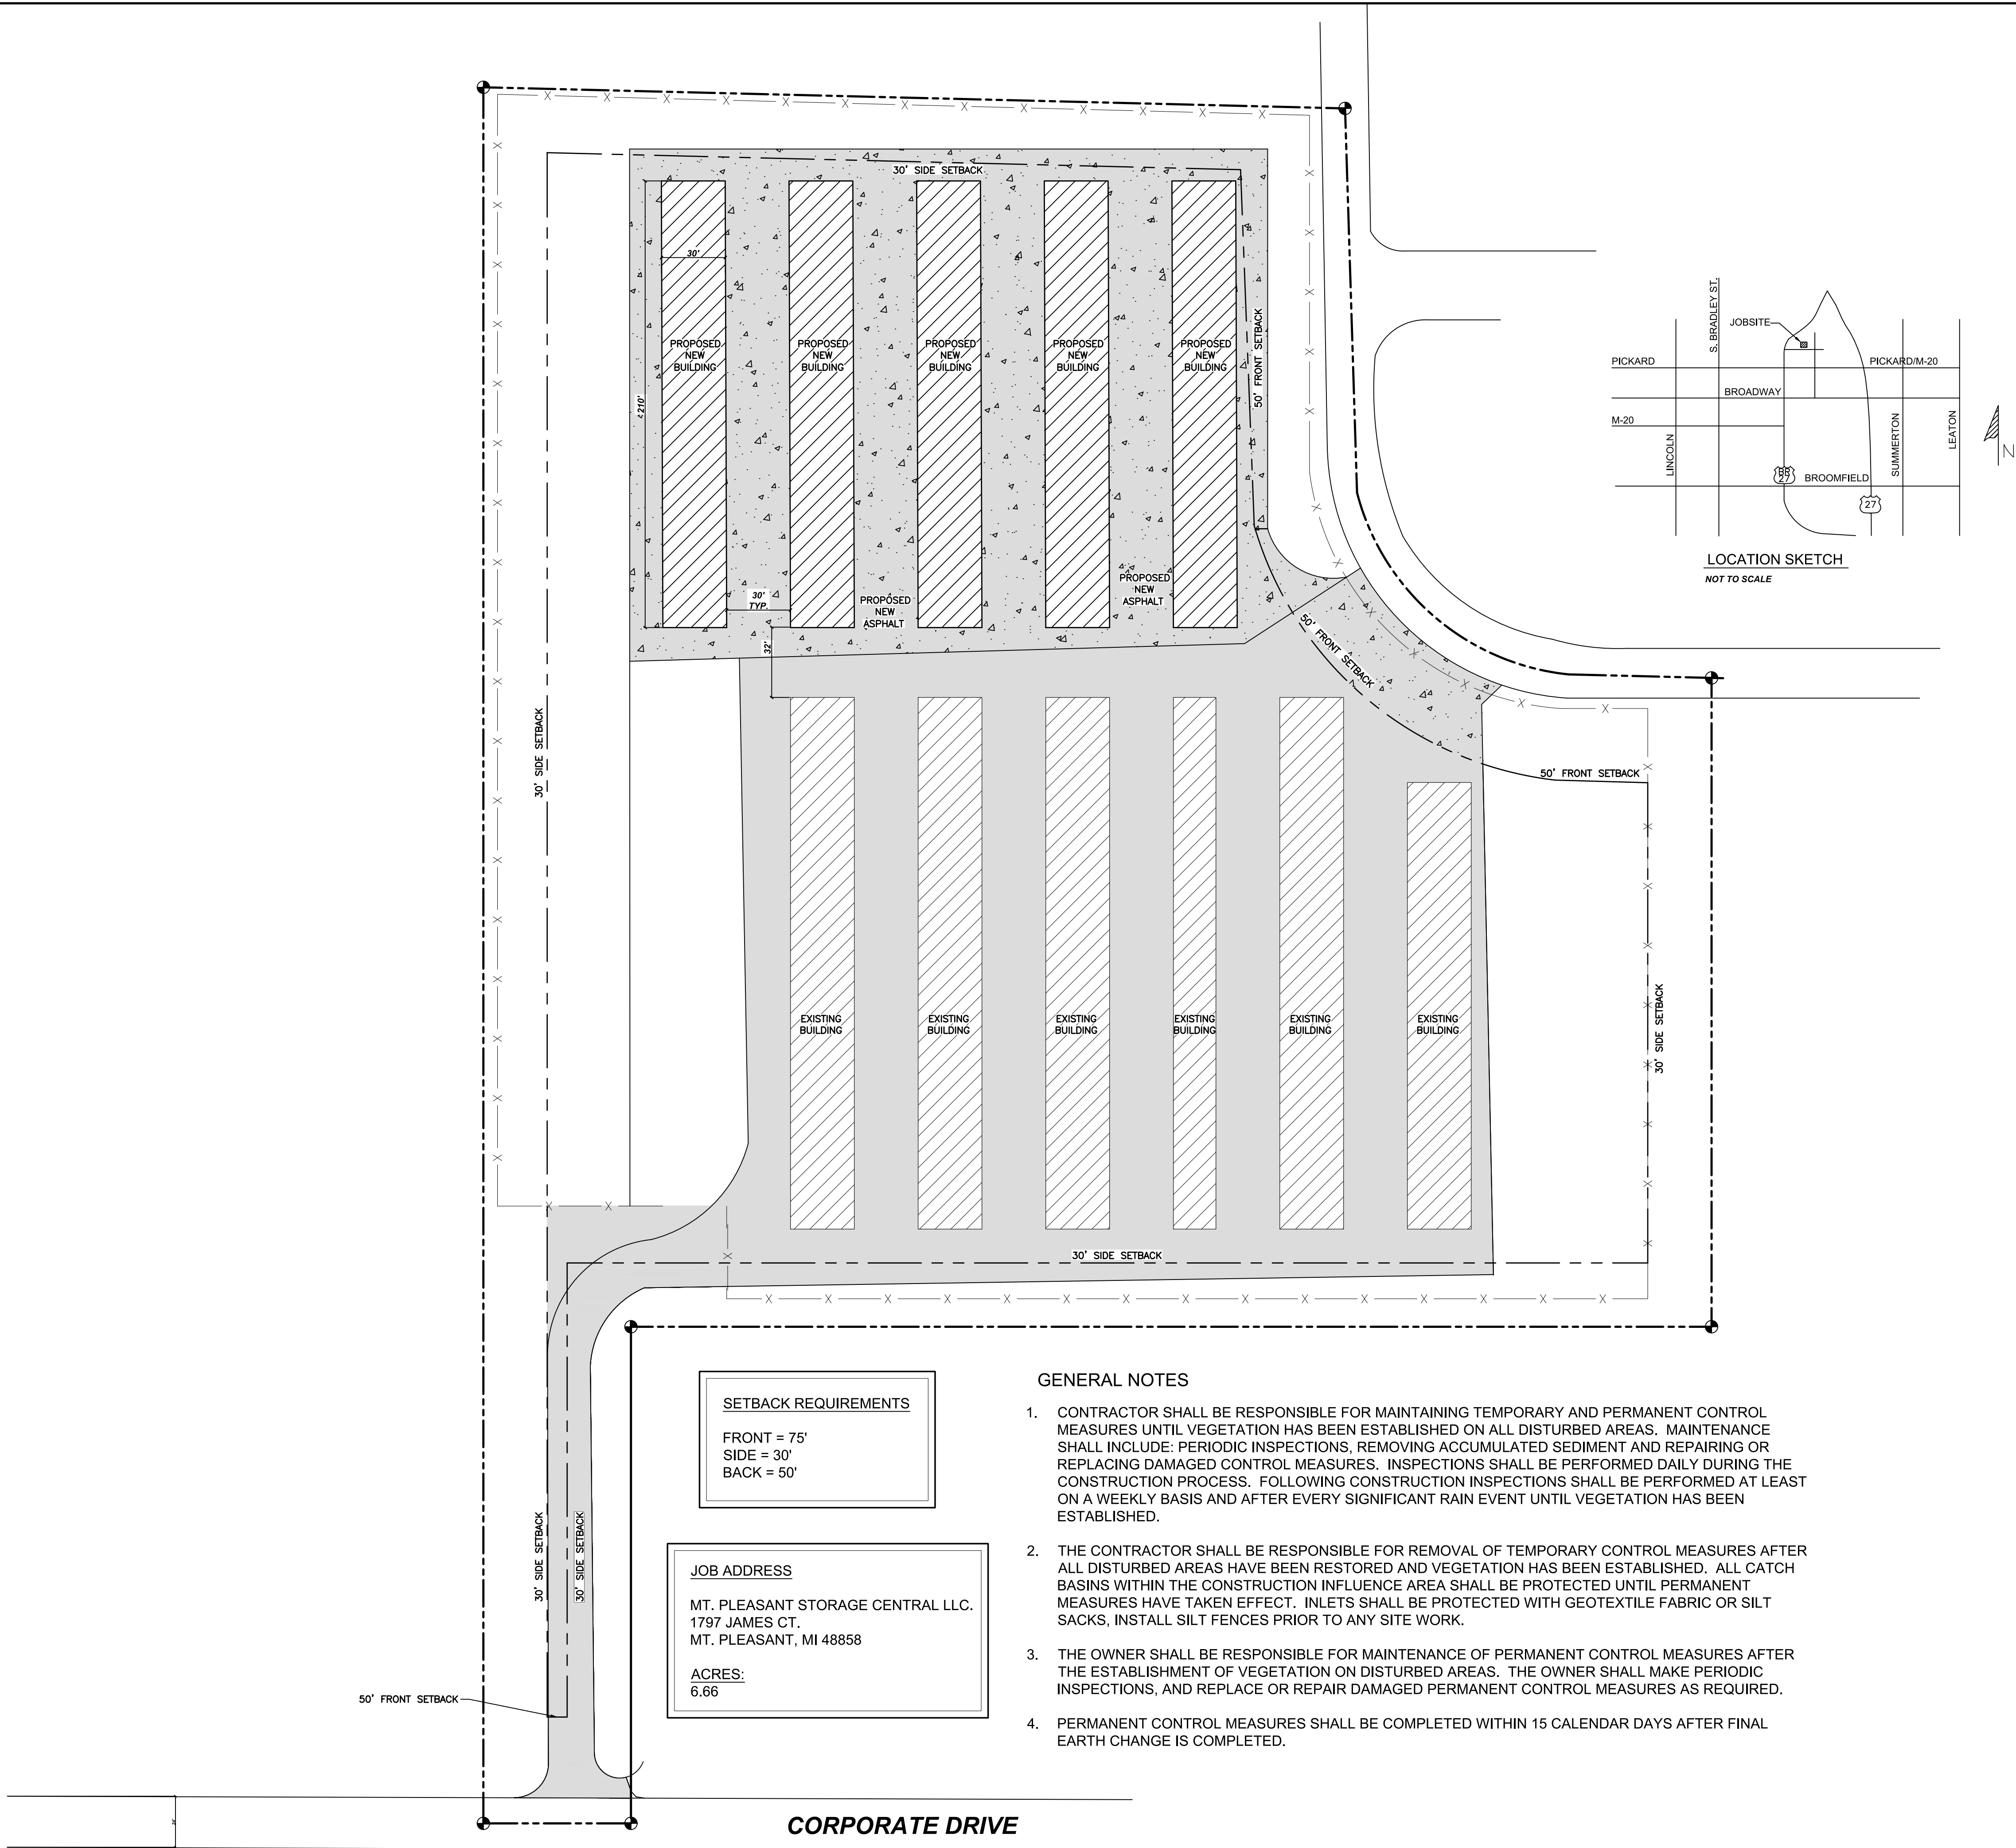 30' SIDE SETBACK
30'
PROPOSED
NEW
BUILDING
PROPOSED
NEW
BUILDING
PROPOSED
NEW
BUILDING
PROPOSED
NEW
BUILDING
PROPOSED
NEW
BUILDING
50' FRONT SETBACK
210'
30'
TYP.
PROPOSED
NEW
ASPHALT
PROPOSED
NEW
ASPHALT
32'
50' FRONT SETBACK
30' SIDE SETBACK
50' FRONT SETBACK
EXISTING
BUILDING
EXISTING
BUILDING
EXISTING
BUILDING
EXISTING
BUILDING
EXISTING
BUILDING
EXISTING
BUILDING
30' SIDE SETBACK
30' SIDE SETBACK
30' SIDE SETBACK
30' SIDE SETBACK
50' FRONT SETBACK
S. BRADLEY ST.
JOBSITE
PICKARD
PICKARD/M-20
BROADWAY
M-20
LINCOLN
SUMMERTON
LEATON
BR
27
BROOMFIELD
27
N
LOCATION SKETCH
NOT TO SCALE
SETBACK REQUIREMENTS
FRONT = 75'
SIDE = 30'
BACK = 50'
JOB ADDRESS
MT. PLEASANT STORAGE CENTRAL LLC.
1797 JAMES CT.
MT. PLEASANT, MI 48858
ACRES:
6.66
GENERAL NOTES
1. CONTRACTOR SHALL BE RESPONSIBLE FOR MAINTAINING TEMPORARY AND PERMANENT CONTROL
MEASURES UNTIL VEGETATION HAS BEEN ESTABLISHED ON ALL DISTURBED AREAS. MAINTENANCE
SHALL INCLUDE: PERIODIC INSPECTIONS, REMOVING ACCUMULATED SEDIMENT AND REPAIRING OR
REPLACING DAMAGED CONTROL MEASURES. INSPECTIONS SHALL BE PERFORMED DAILY DURING THE
CONSTRUCTION PROCESS. FOLLOWING CONSTRUCTION INSPECTIONS SHALL BE PERFORMED AT LEAST
ON A WEEKLY BASIS AND AFTER EVERY SIGNIFICANT RAIN EVENT UNTIL VEGETATION HAS BEEN
ESTABLISHED.
2. THE CONTRACTOR SHALL BE RESPONSIBLE FOR REMOVAL OF TEMPORARY CONTROL MEASURES AFTER
ALL DISTURBED AREAS HAVE BEEN RESTORED AND VEGETATION HAS BEEN ESTABLISHED. ALL CATCH
BASINS WITHIN THE CONSTRUCTION INFLUENCE AREA SHALL BE PROTECTED UNTIL PERMANENT
MEASURES HAVE TAKEN EFFECT. INLETS SHALL BE PROTECTED WITH GEOTEXTILE FABRIC OR SILT
SACKS, INSTALL SILT FENCES PRIOR TO ANY SITE WORK.
3. THE OWNER SHALL BE RESPONSIBLE FOR MAINTENANCE OF PERMANENT CONTROL MEASURES AFTER
THE ESTABLISHMENT OF VEGETATION ON DISTURBED AREAS. THE OWNER SHALL MAKE PERIODIC
INSPECTIONS, AND REPLACE OR REPAIR DAMAGED PERMANENT CONTROL MEASURES AS REQUIRED.
4. PERMANENT CONTROL MEASURES SHALL BE COMPLETED WITHIN 15 CALENDAR DAYS AFTER FINAL
EARTH CHANGE IS COMPLETED.
CORPORATE DRIVE